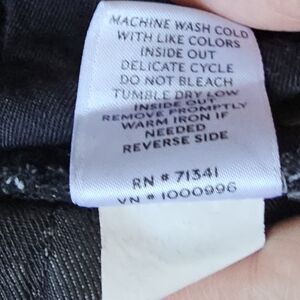 MACHINE WASH COLD
WITH LIKE COLORS
INSIDE OUT
DELICATE CYCLE
DO NOT BLEACH
TUMBLE DRY LOW
INSIDE OUT
REMOVE PROMPTLY
WARM IRON IF
NEEDED
REVERSE SIDE
RN # 71341
VN # 1000996